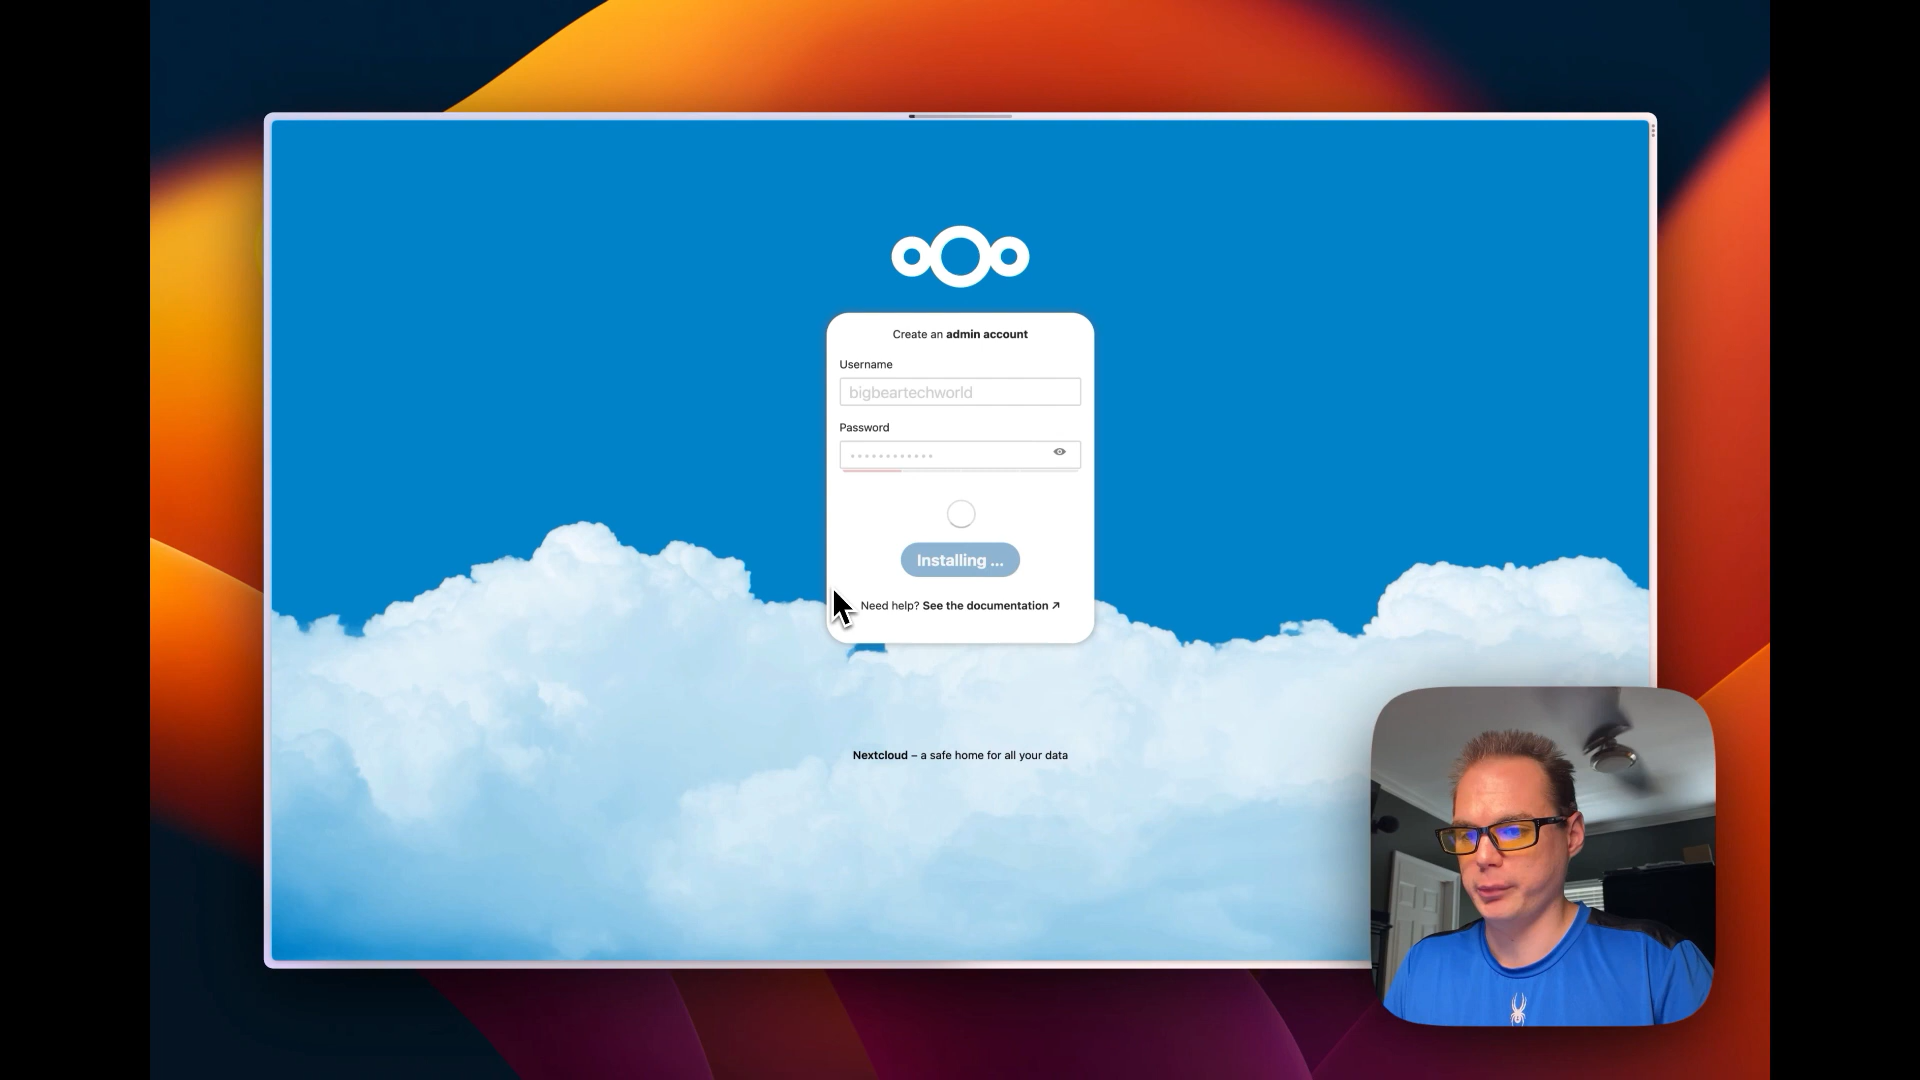 Create an admin account
Username
bigbeartechworld
Password
Installing ...
Need help? See the documentation ↗
Nextcloud – a safe home for all your data